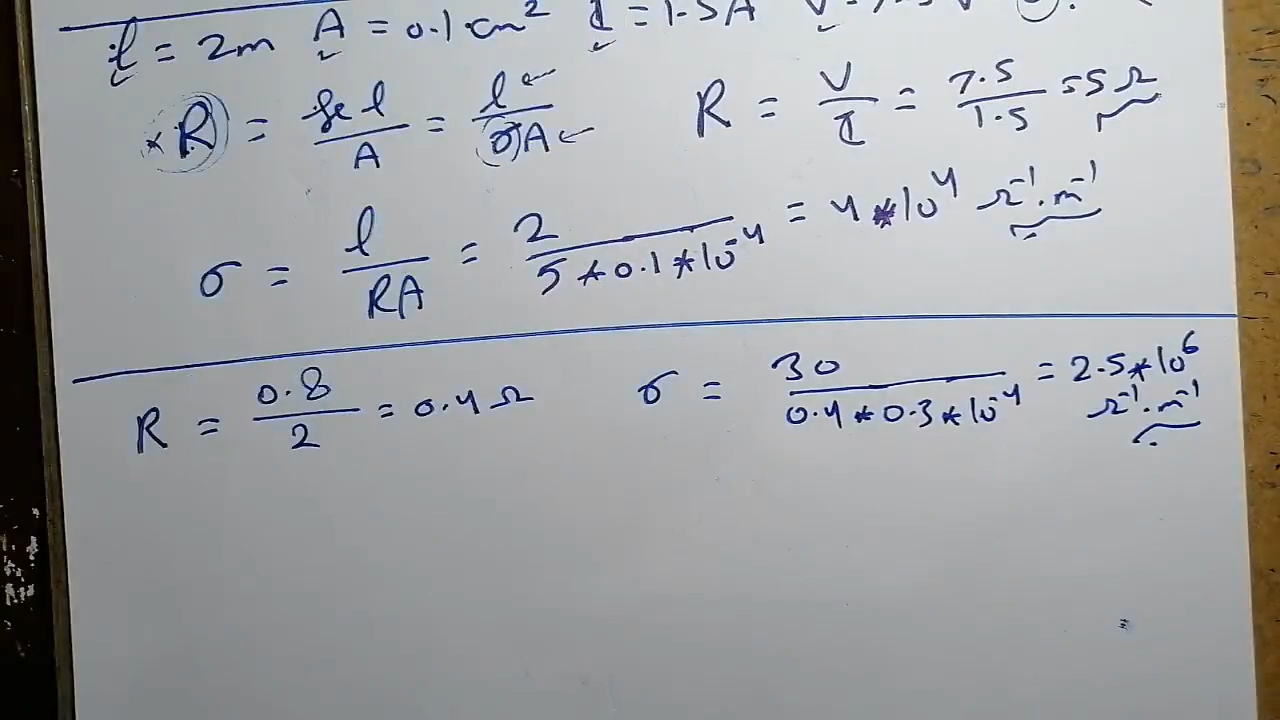 l = 2m A = 0.1 cm² I = 1.5A
R = ρe l / A = l / σA R = V / I = 7.5 / 1.5 = 5 Ω
σ = l / RA = 2 / 5 * 0.1 * 10⁻⁴ = 4 * 10⁴ Ω⁻¹.m⁻¹
R = 0.8 / 2 = 0.4 Ω σ = 30 / 0.4 * 0.3 * 10⁻⁴ = 2.5 * 10⁶ Ω⁻¹.m⁻¹